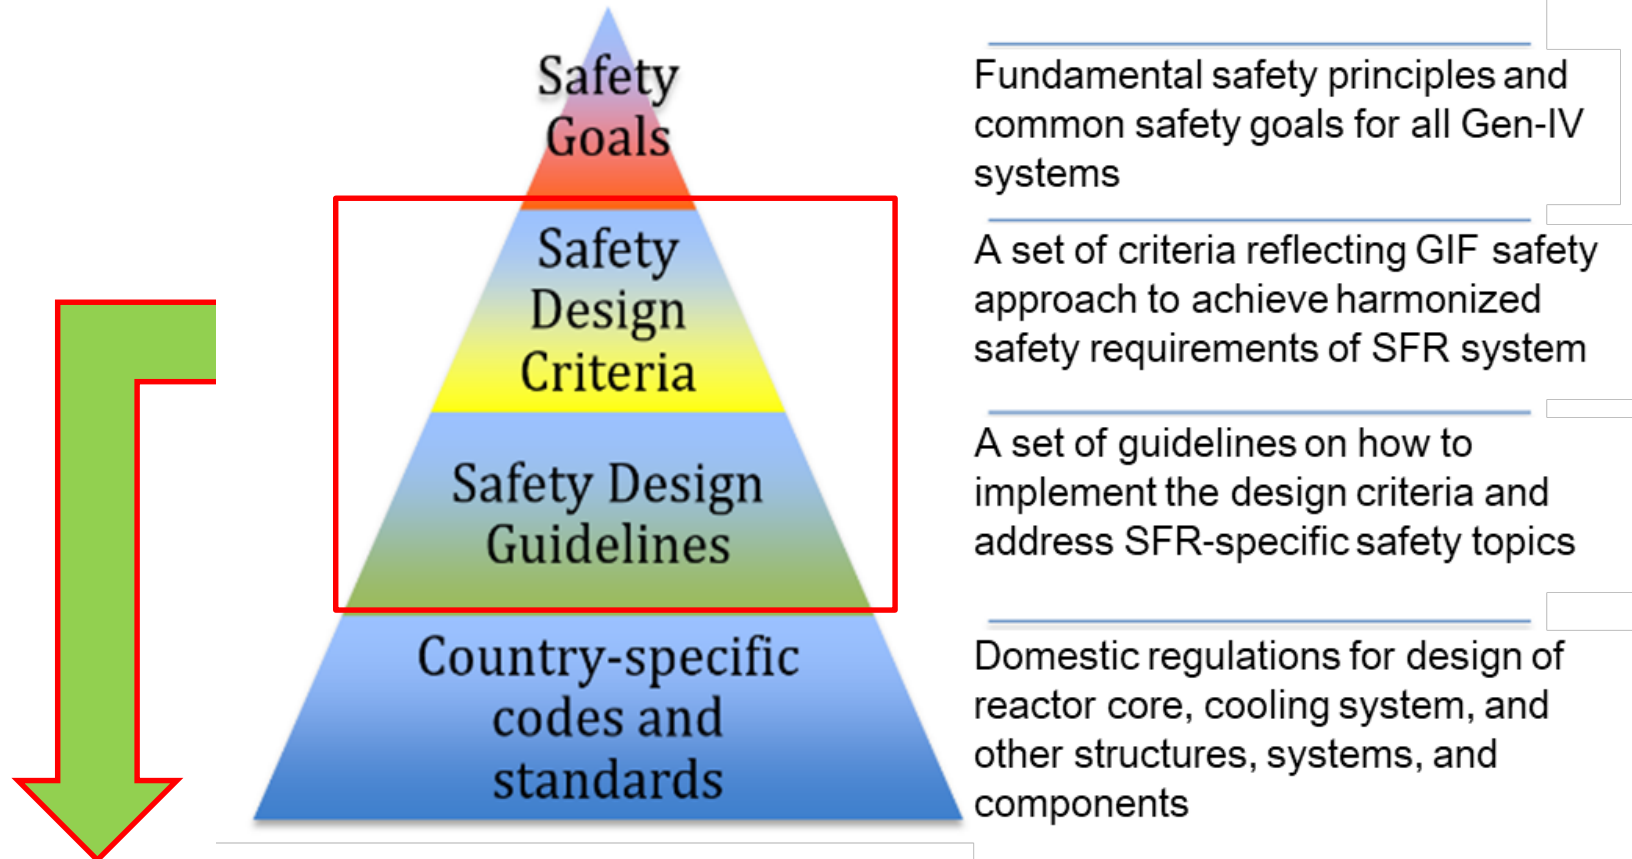 Safety
Goals
Fundamental safety principles and
common safety goals for all Gen-IV
systems
Safety
Design
Criteria
A set of criteria reflecting GIF safety
approach to achieve harmonized
safety requirements of SFR system
Safety Design
Guidelines
A set of guidelines on how to
implement the design criteria and
address SFR-specific safety topics
Country-specific
codes and
standards
Domestic regulations for design of
reactor core, cooling system, and
other structures, systems, and
components